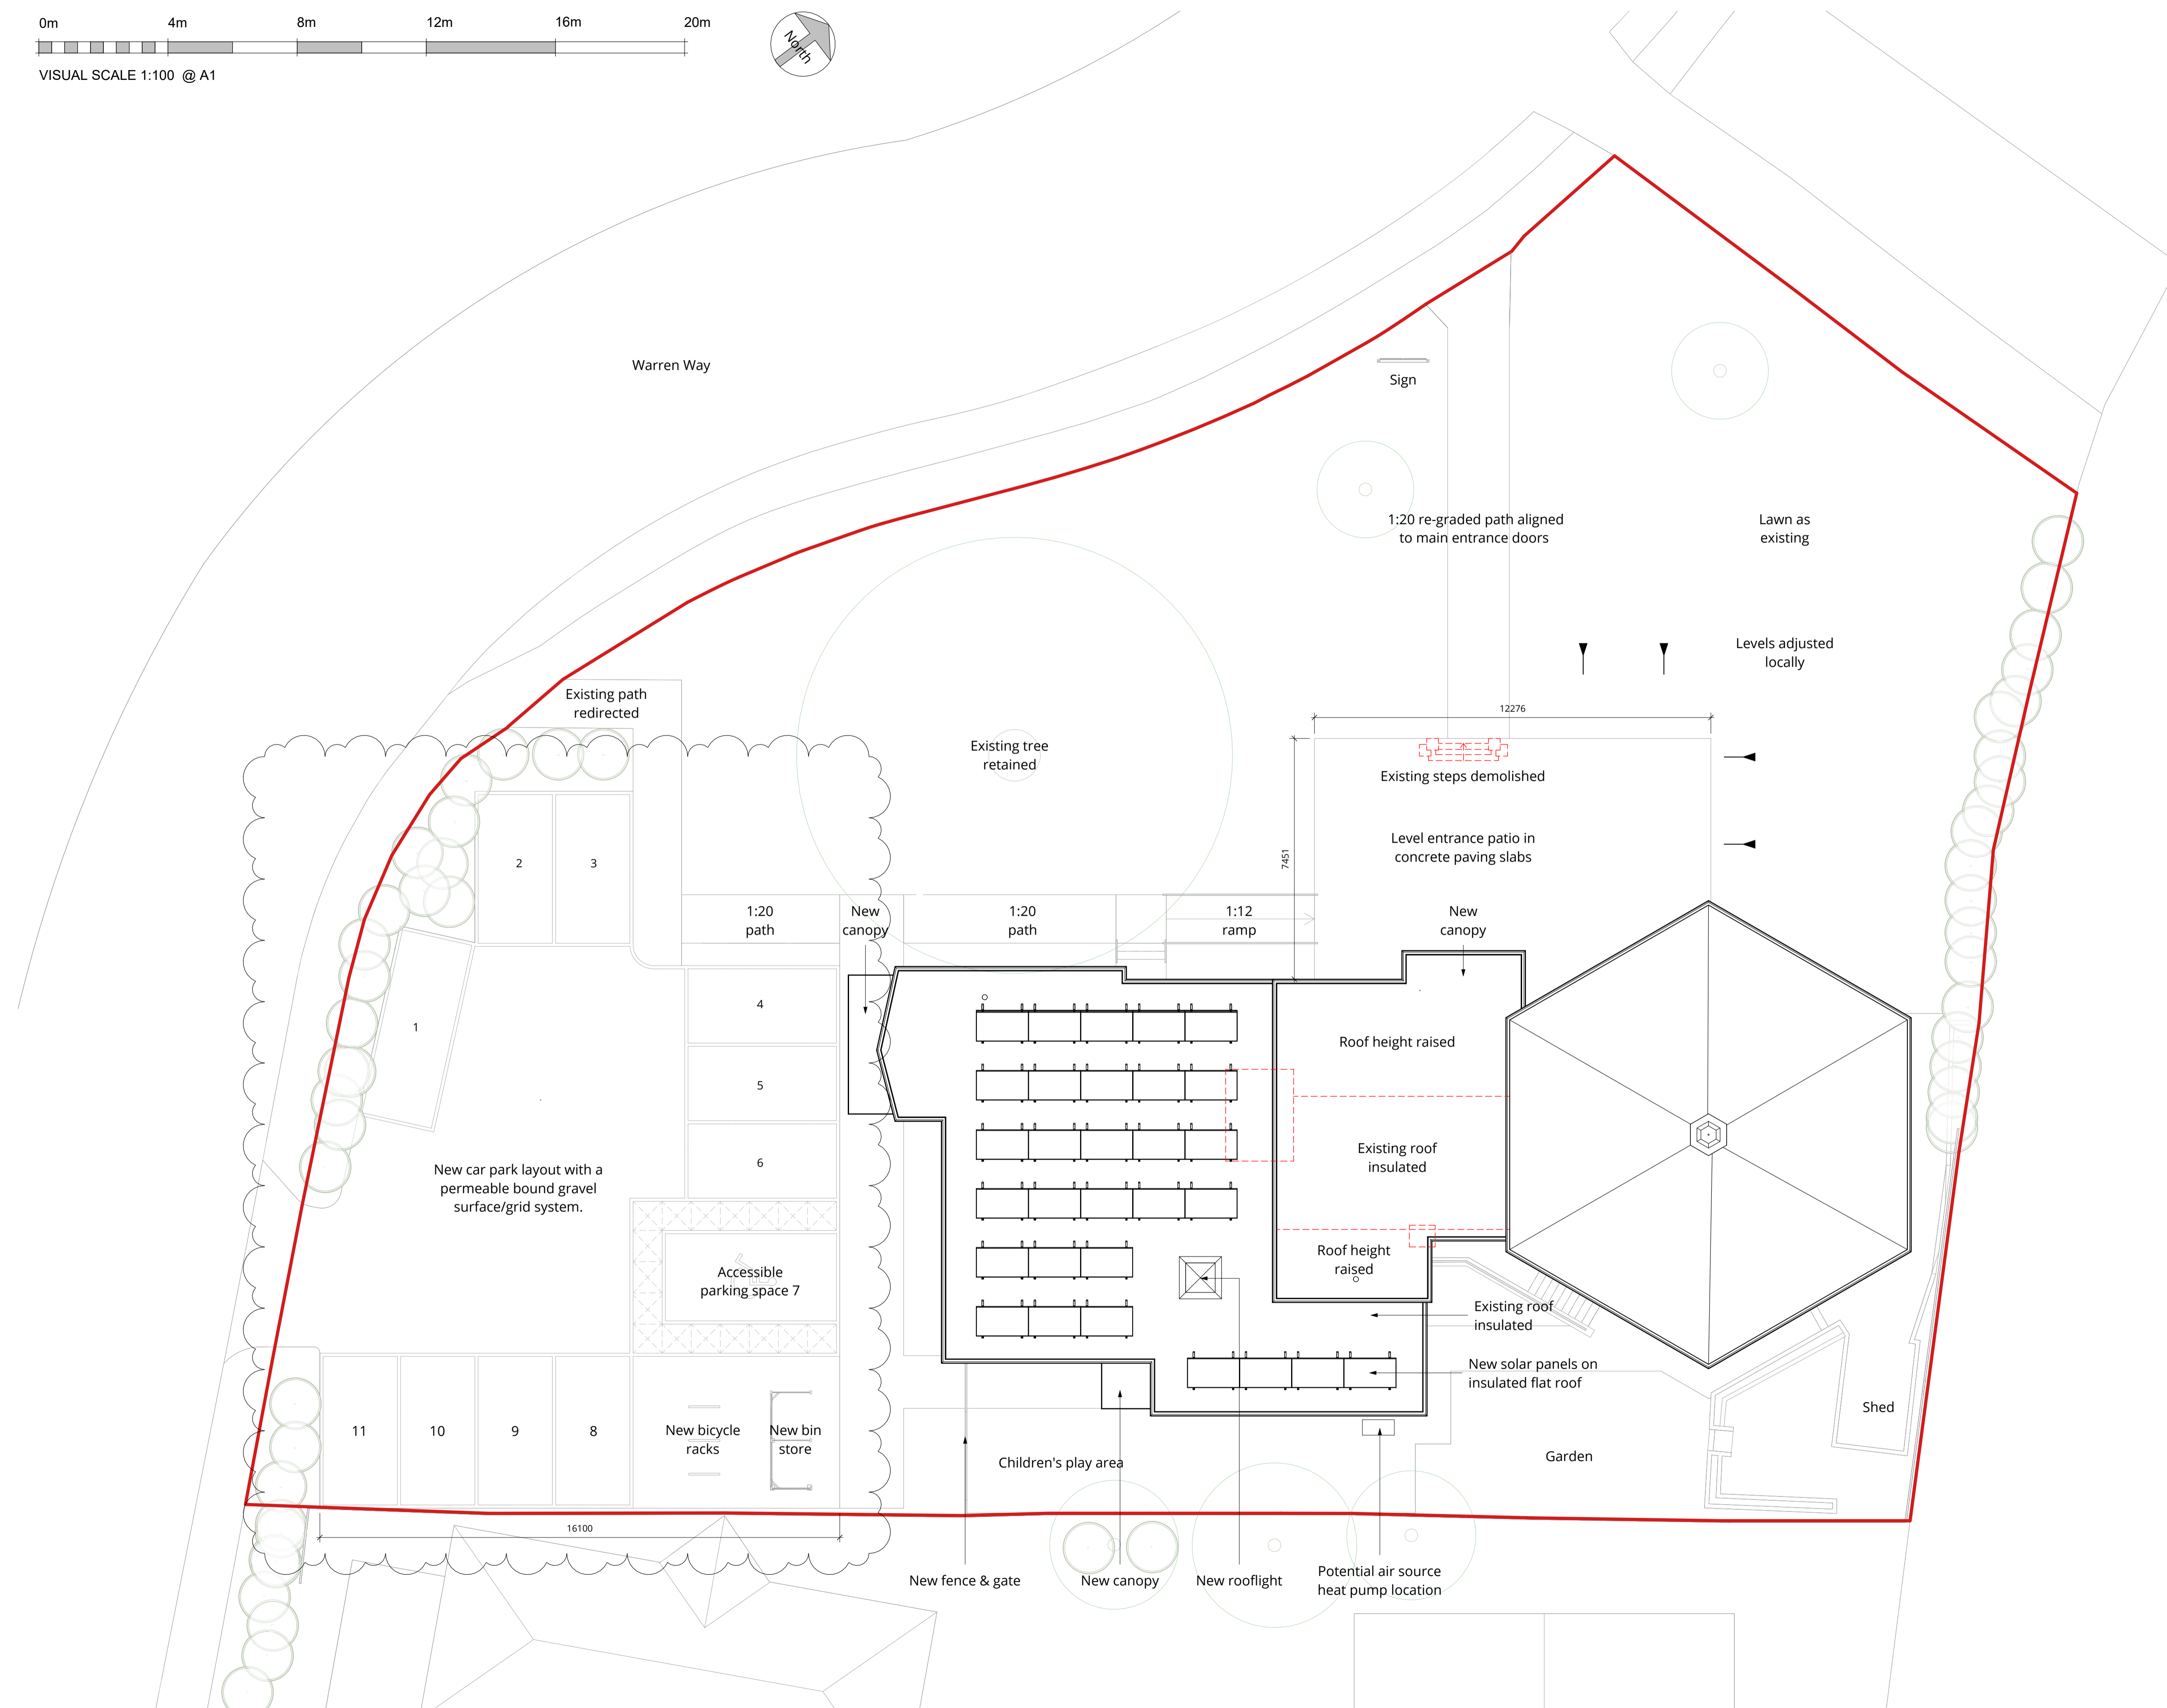 0m 4m 8m 12m 16m 20m
VISUAL SCALE 1:100 @ A1
North
Warren Way
Sign
1:20 re-graded path aligned
to main entrance doors
Lawn as
existing
Levels adjusted
locally
Existing path
redirected
12276
Existing tree
retained
Existing steps demolished
Level entrance patio in
concrete paving slabs
7451
2
3
1:20
path
New
canopy
1:20
path
1:12
ramp
New
canopy
4
1
Roof height raised
5
6
Existing roof
insulated
New car park layout with a
permeable bound gravel
surface/grid system.
Accessible
parking space 7
Roof height
raised
Existing roof
insulated
New solar panels on
insulated flat roof
Shed
11
10
9
8
New bicycle
racks
New bin
store
Children's play area
Garden
16100
New fence & gate
New canopy
New rooflight
Potential air source
heat pump location